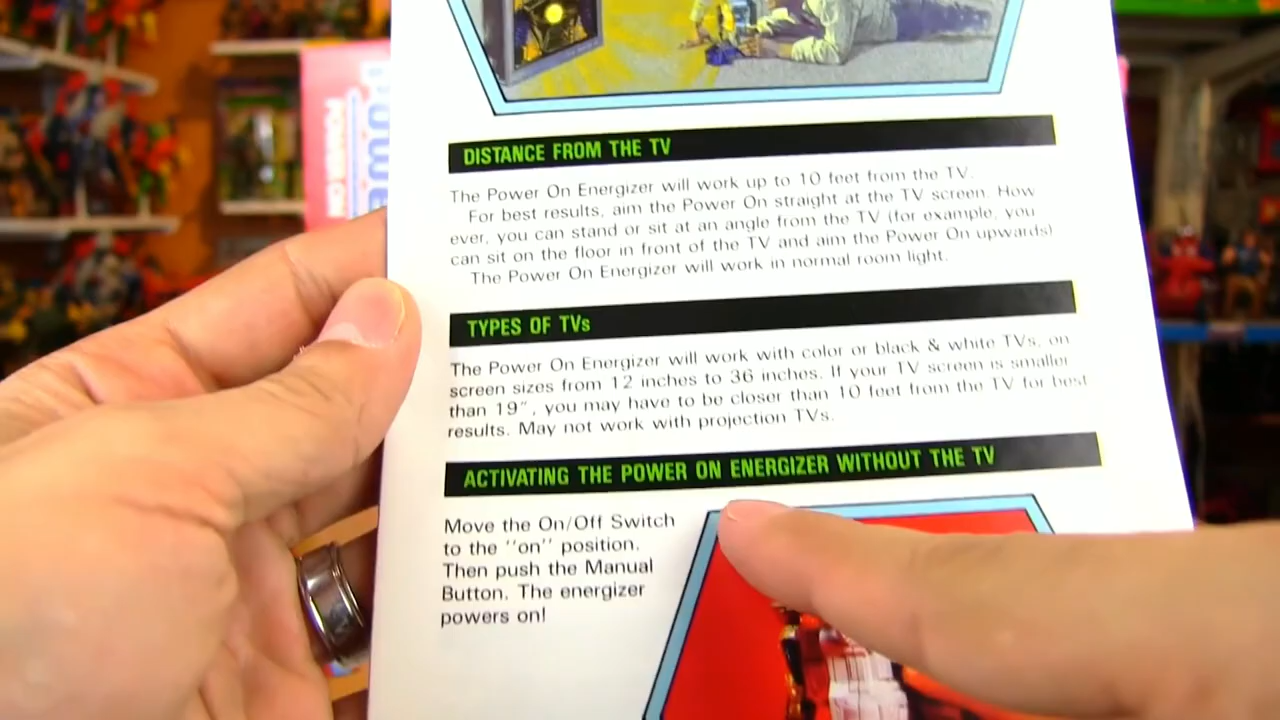 DISTANCE FROM THE TV
The Power On Energizer will work up to 10 feet from the TV.
For best results, aim the Power On straight at the TV screen. How
ever, you can stand or sit at an angle from the TV (for example, you
can sit on the floor in front of the TV and aim the Power On upwards)
The Power On Energizer will work in normal room light.
TYPES OF TVs
The Power On Energizer will work with color or black & white TVs, on
screen sizes from 12 inches to 36 inches. If your TV screen is smaller
than 19", you may have to be closer than 10 feet from the TV for best
results. May not work with projection TVs.
ACTIVATING THE POWER ON ENERGIZER WITHOUT THE TV
Move the On/Off Switch
to the "on" position.
Then push the Manual
Button. The energizer
powers on!